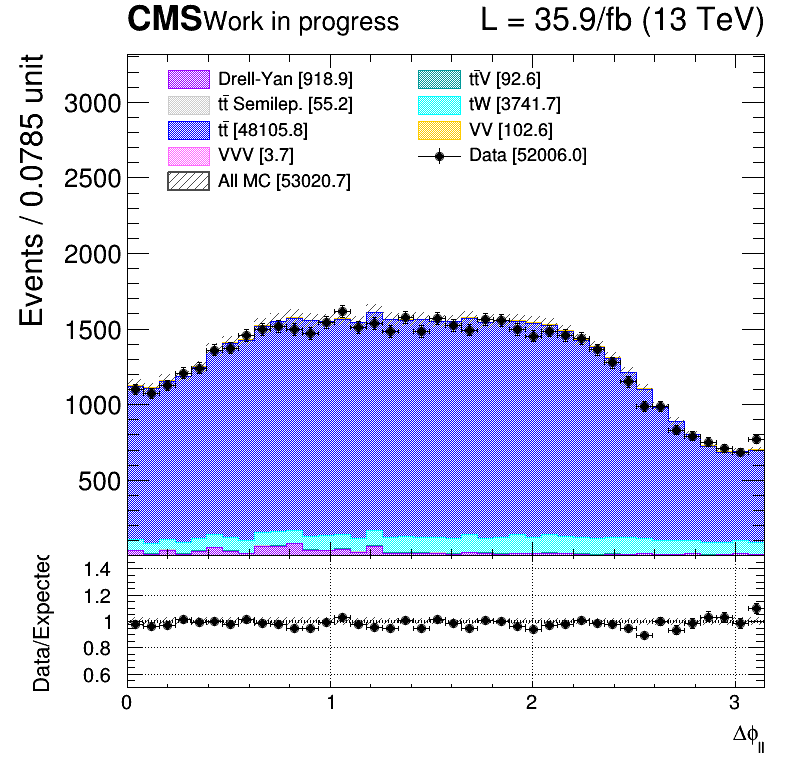 CMS Work in progress L = 35.9/fb (13 TeV)
Events / 0.0785 unit
3000
2500
2000
1500
1000
500
Drell-Yan [918.9]
tt̄ Semilep. [55.2]
tt̄ [48105.8]
VVV [3.7]
All MC [53020.7]
tt̄V [92.6]
tW [3741.7]
VV [102.6]
Data [52006.0]
Data/Expected
1.4
1.2
1
0.8
0.6
0 1 2 3
Δϕ_ll